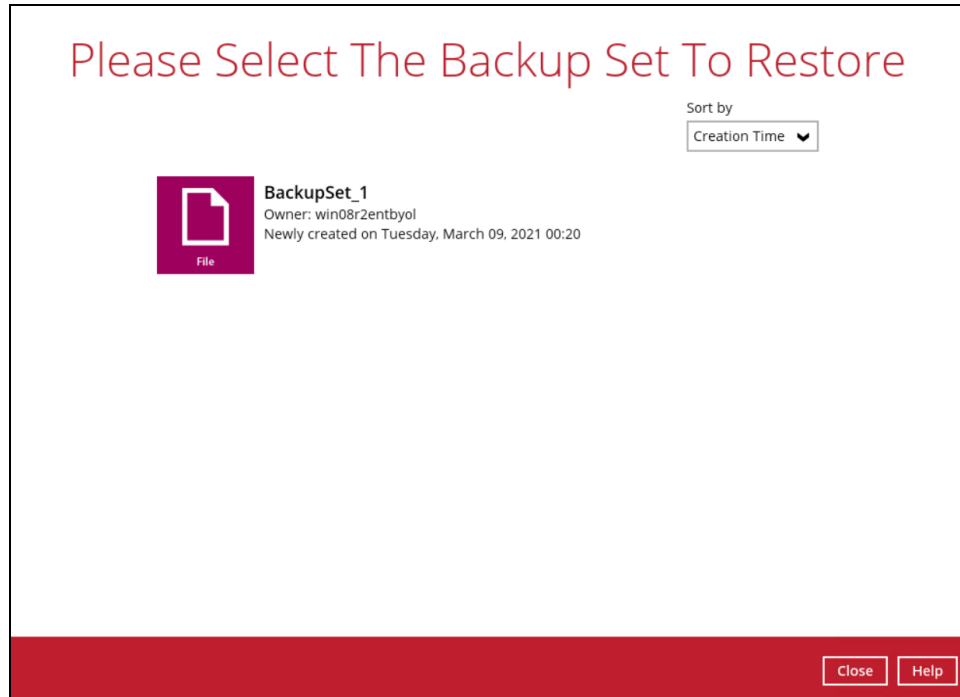 Please Select The Backup Set To Restore
Sort by
Creation Time
BackupSet_1
Owner: win08r2entbyol
Newly created on Tuesday, March 09, 2021 00:20
File
Close
Help